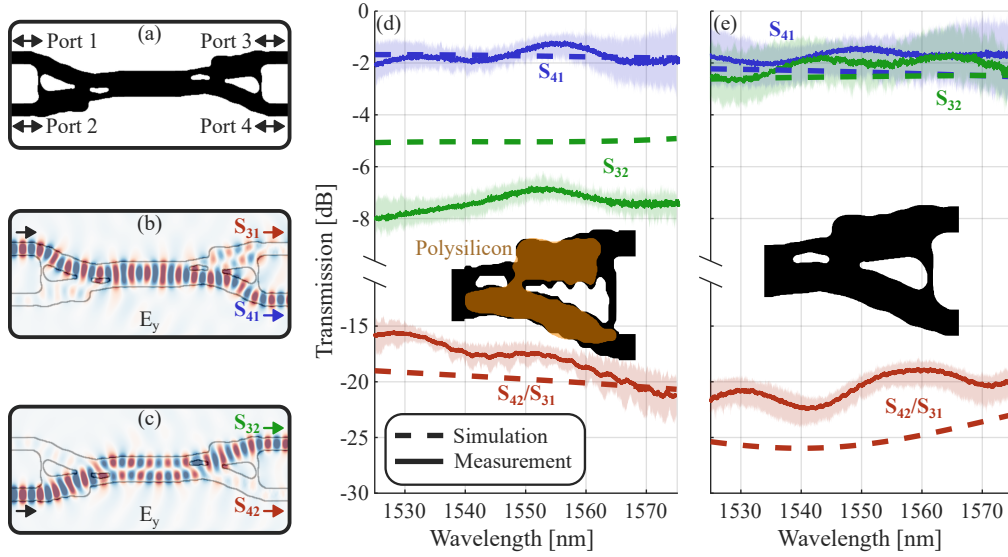 (a)
Port 1
Port 3
Port 2
Port 4
(b)
S31
S41
Ey
(c)
S32
S42
Ey
(d)
Transmission [dB]
0
-2
-4
-6
-8
-15
-20
-25
-30
S41
S32
Polysilicon
S42/S31
Simulation
Measurement
1530 1540 1550 1560 1570
Wavelength [nm]
(e)
S41
S32
S42/S31
1530 1540 1550 1560 1570
Wavelength [nm]